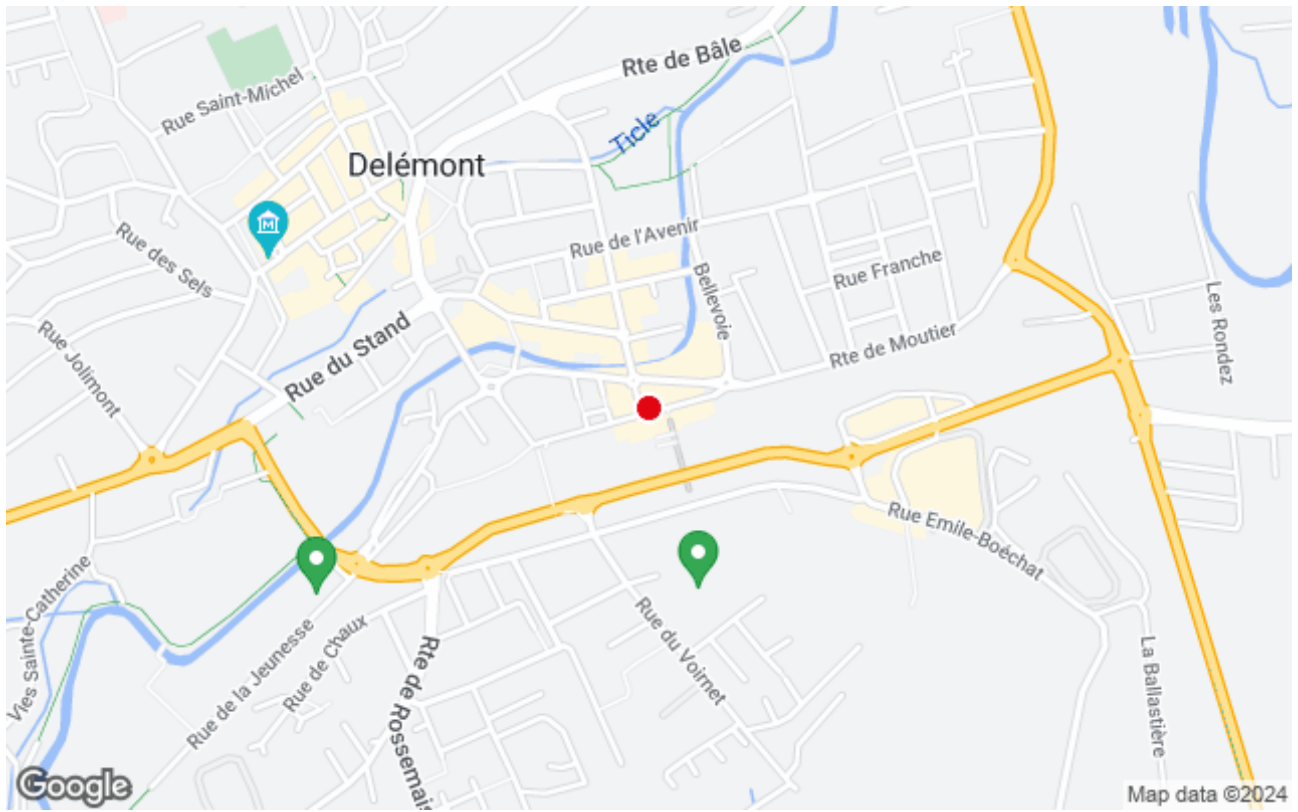 Rte de Bâle
Rue Saint-Michel
Ticle
Delémont
M
Rue de l'Avenir
Rue des Sels
Rue Franche
Bellevoie
Les Rondez
Rue du Stand
Rte de Moutier
Rue Jolimont
Rue Emile-Boéchat
Vies Sainte-Catherine
Rue de la Jeunesse
Rue de Chaux
Rue du Voirnet
Rte de Rossemais
La Ballastière
Google
Map data ©2024